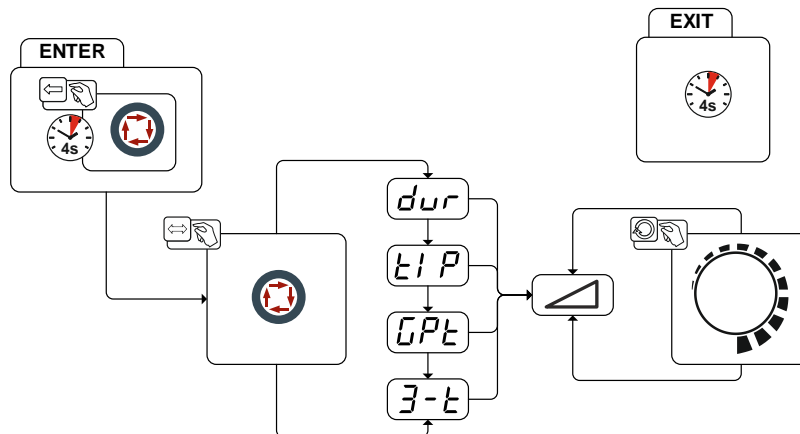 ENTER
EXIT
4s
4s
dur
tIP
GPt
3-t